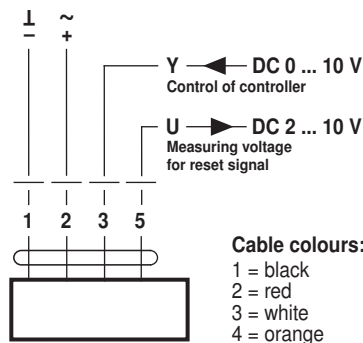 ⊥ ~
– +
Y DC 0 ... 10 V
Control of controller
U DC 2 ... 10 V
Measuring voltage
for reset signal
1 2 3 5
Cable colours:
1 = black
2 = red
3 = white
4 = orange